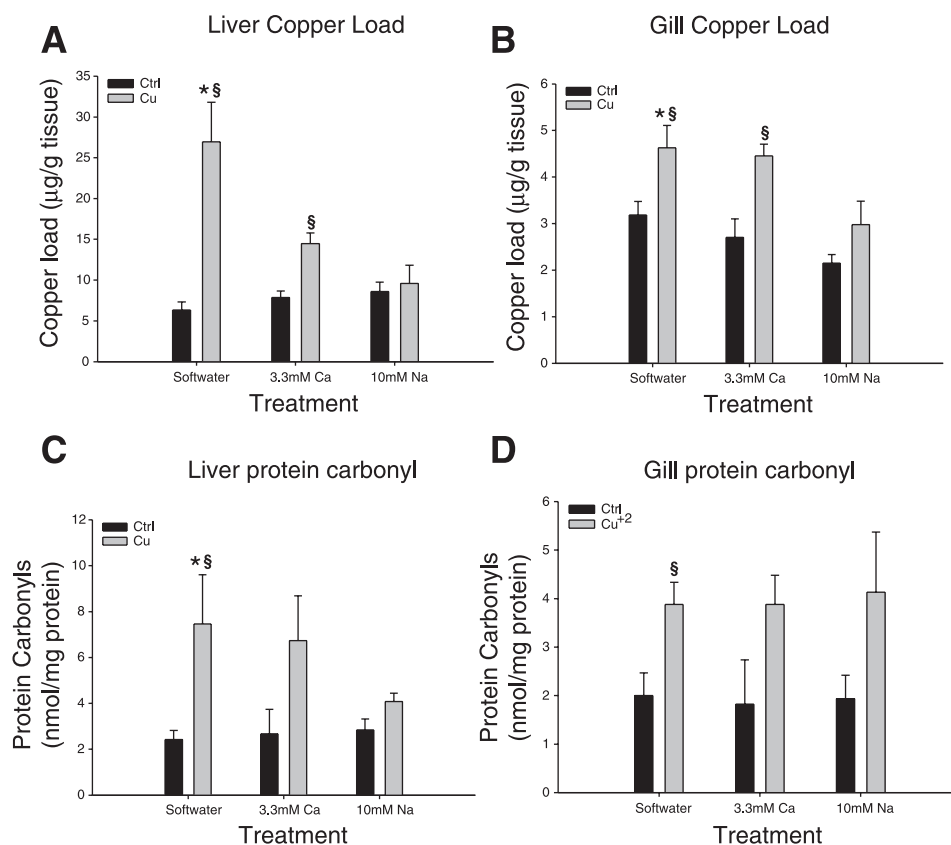 A
Liver Copper Load
Ctrl
Cu
35
30
25
20
15
10
5
0
* §
§
Copper load (µg/g tissue)
Softwater 3.3mM Ca 10mM Na
Treatment
B
Gill Copper Load
Ctrl
Cu
6
5
4
3
2
1
0
* §
§
Copper load (µg/g tissue)
Softwater 3.3mM Ca 10mM Na
Treatment
C
Liver protein carbonyl
Ctrl
Cu
12
10
8
6
4
2
0
* §
Protein Carbonyls
(nmol/mg protein)
Softwater 3.3mM Ca 10mM Na
Treatment
D
Gill protein carbonyl
Ctrl
Cu+2
6
5
4
3
2
1
0
§
Protein Carbonyls
(nmol/mg protein)
Softwater 3.3mM Ca 10mM Na
Treatment